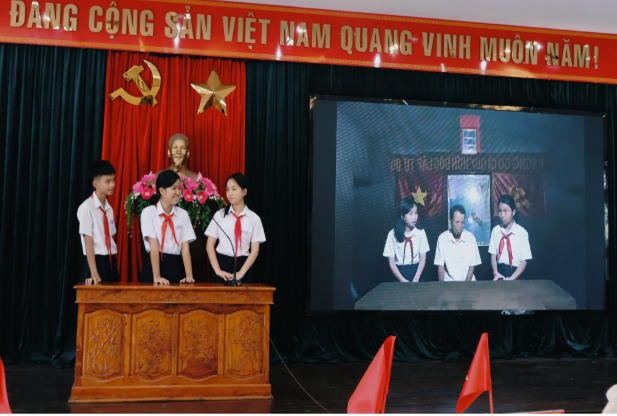 ĐẢNG CỘNG SẢN VIỆT NAM QUANG VINH MUÔN NĂM!